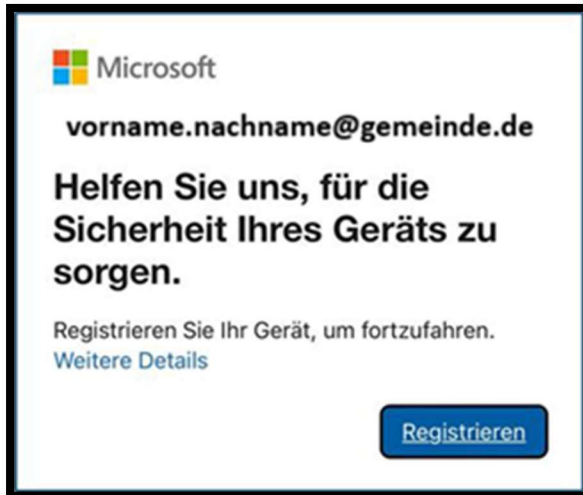 Microsoft
vorname.nachname@gemeinde.de
Helfen Sie uns, für die
Sicherheit Ihres Geräts zu
sorgen.
Registrieren Sie Ihr Gerät, um fortzufahren.
Weitere Details
Registrieren